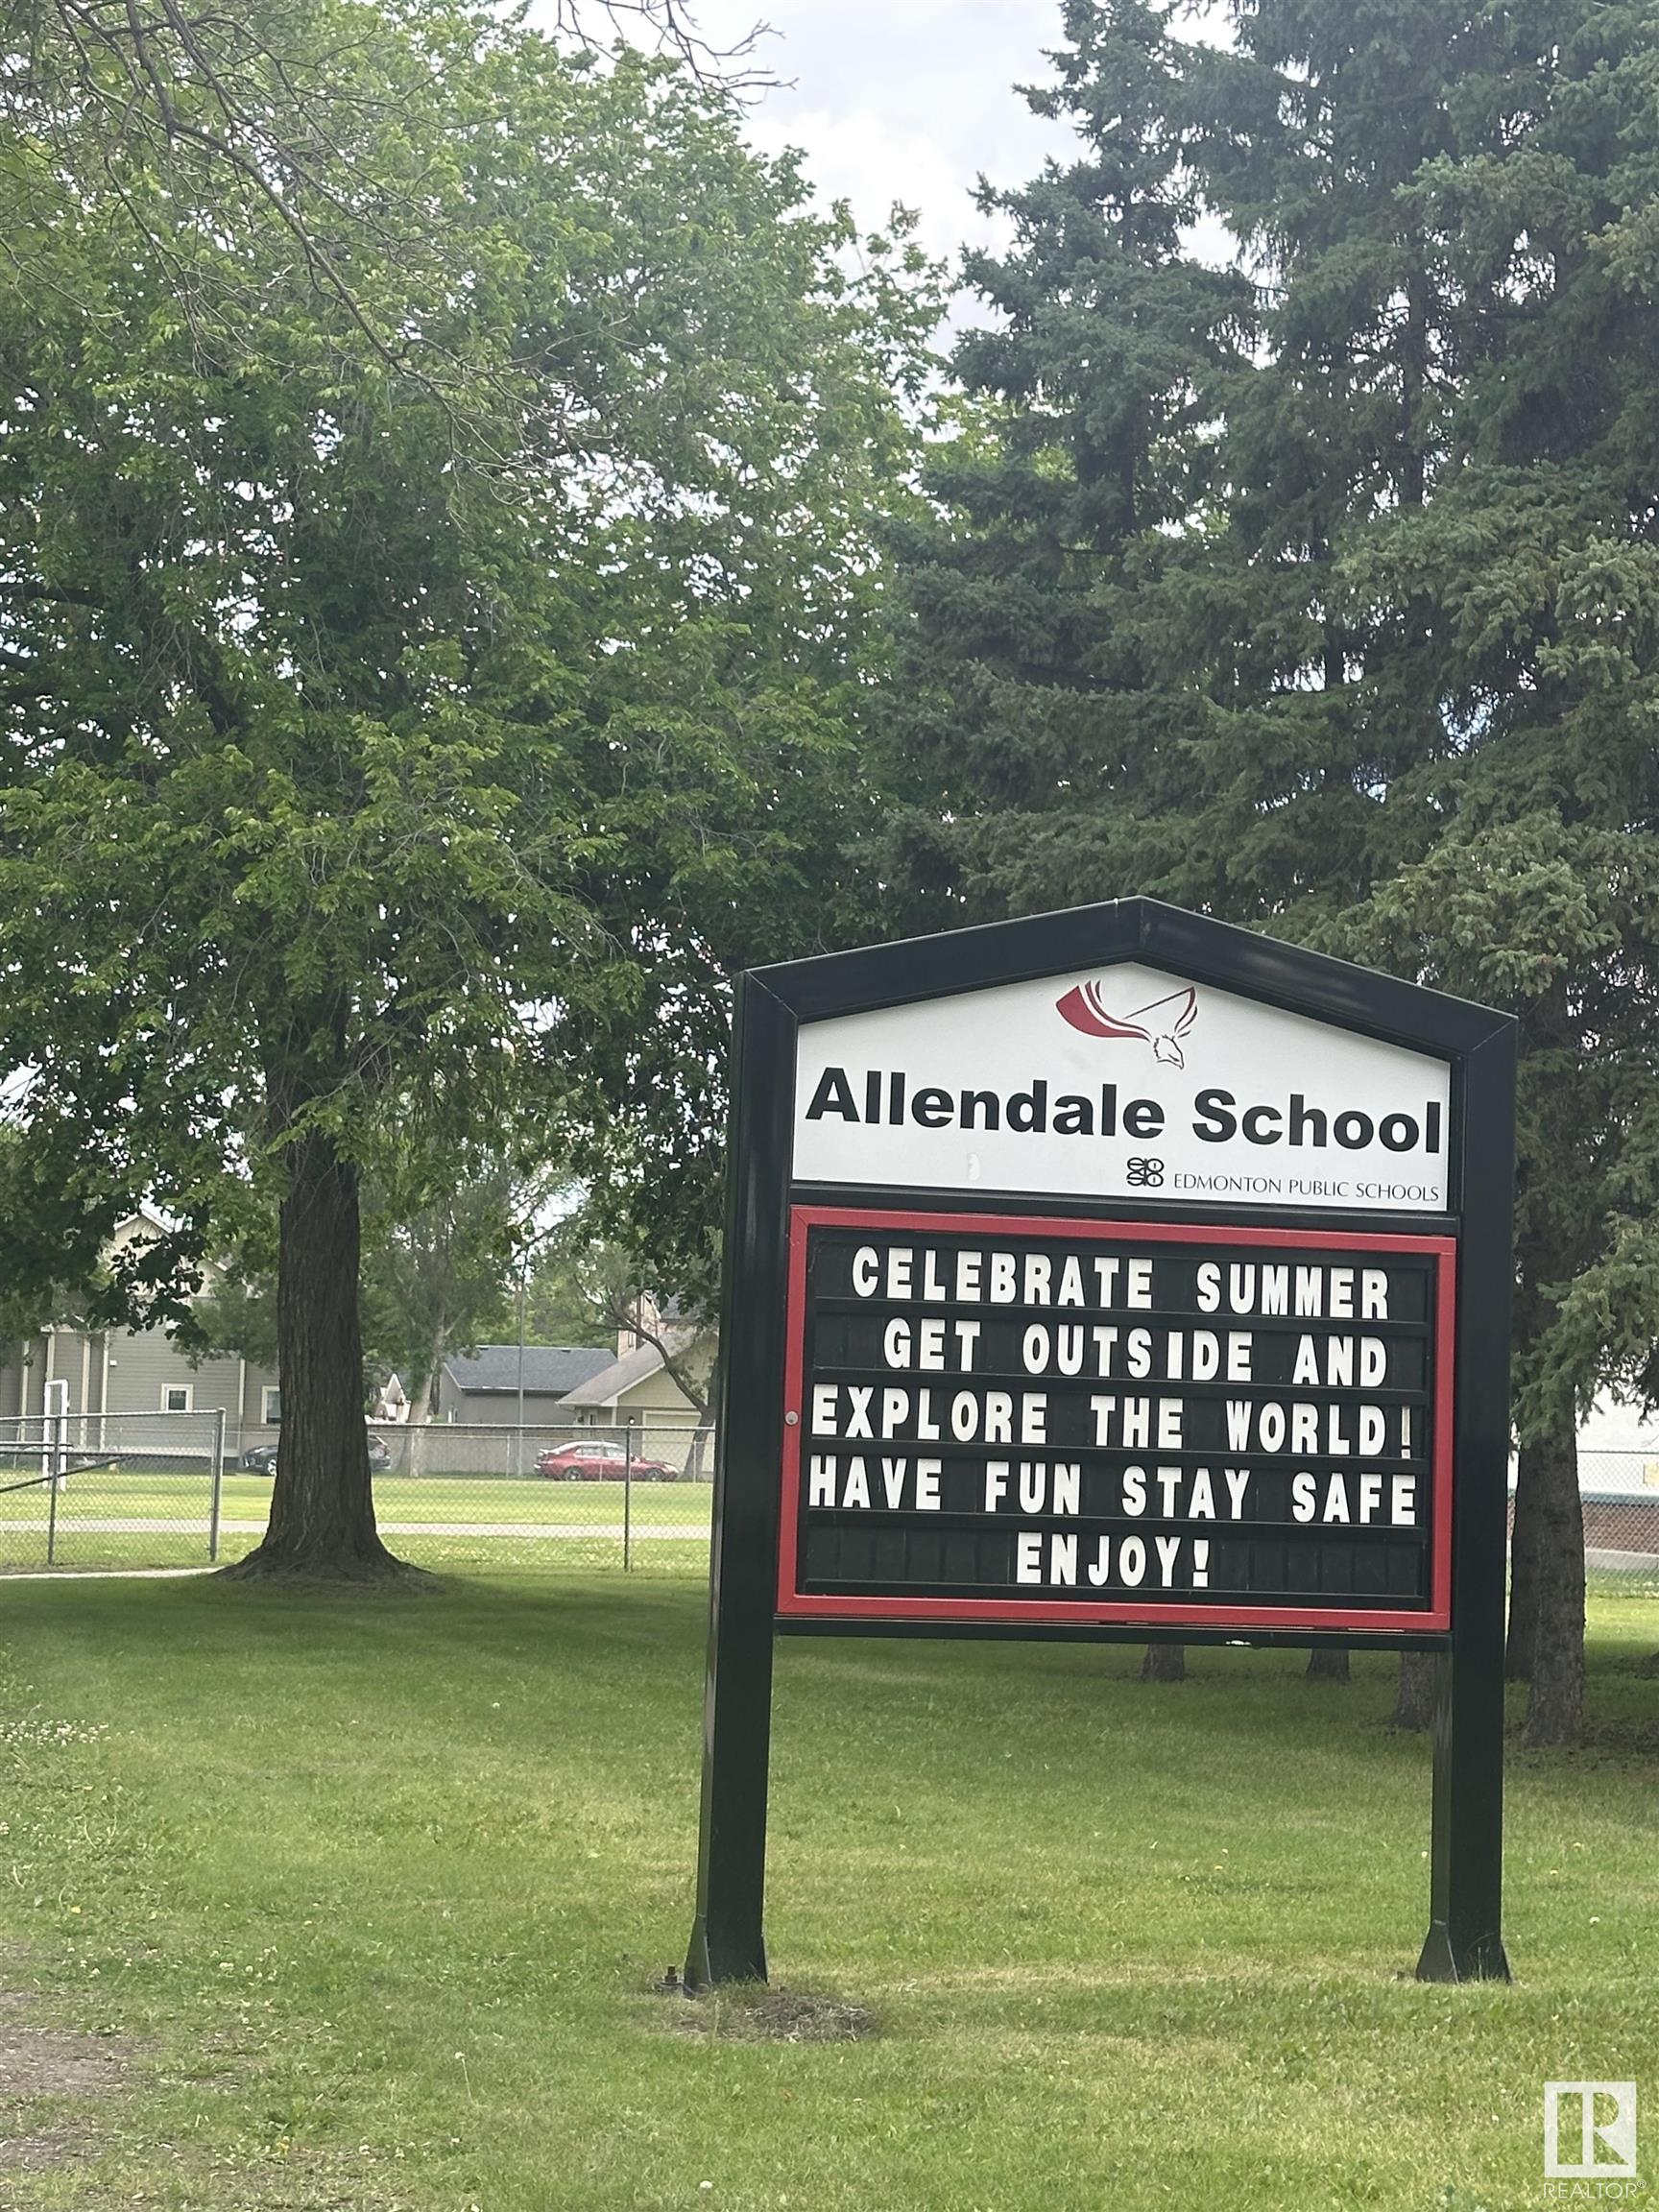 Allendale School
EDMONTON PUBLIC SCHOOLS
CELEBRATE SUMMER
GET OUTSIDE AND
EXPLORE THE WORLD!
HAVE FUN STAY SAFE
ENJOY!
REALTOR®